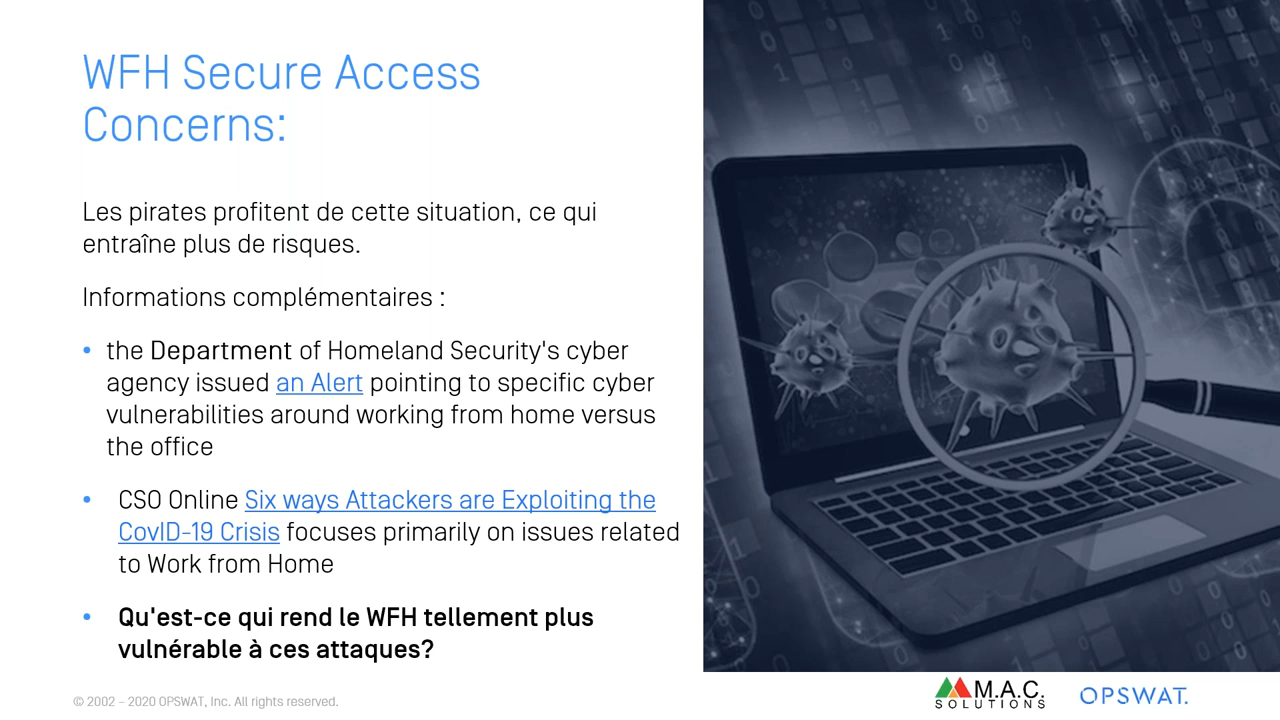 WFH Secure Access
Concerns:
Les pirates profitent de cette situation, ce qui
entraîne plus de risques.
Informations complémentaires :
• the Department of Homeland Security's cyber
agency issued an Alert pointing to specific cyber
vulnerabilities around working from home versus
the office
• CSO Online Six ways Attackers are Exploiting the
CovID-19 Crisis focuses primarily on issues related
to Work from Home
• Qu'est-ce qui rend le WFH tellement plus
vulnérable à ces attaques?
© 2002 - 2020 OPSWAT, Inc. All rights reserved.
M.A.C.
SOLUTIONS
OPSWAT.